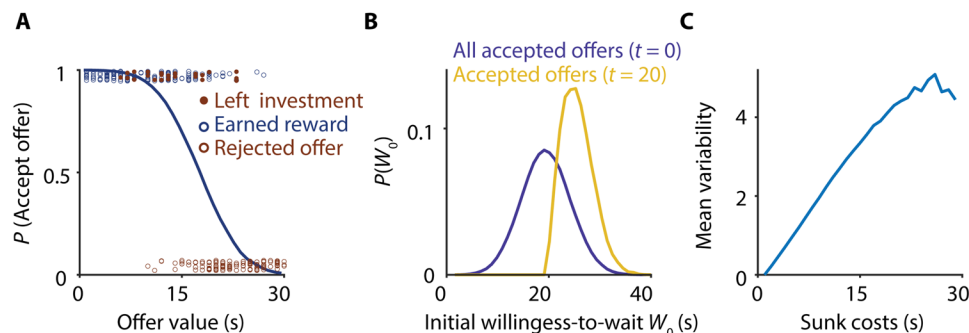 A
P (Accept offer)
1
0.5
0
Left investment
Earned reward
Rejected offer
0
15
30
Offer value (s)
B
All accepted offers (t = 0)
Accepted offers (t = 20)
P(W0)
0.1
0
0
20
40
Initial willingess-to-wait W0 (s)
C
Mean variability
4
2
0
0
10
20
30
Sunk costs (s)